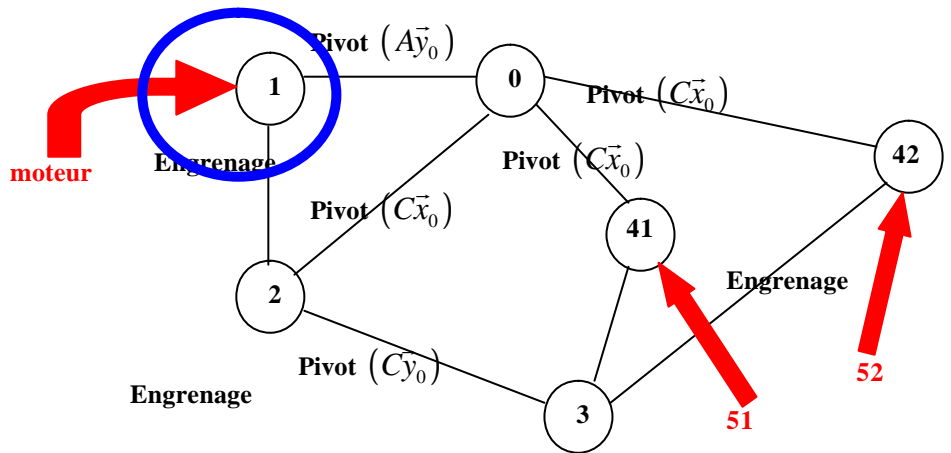 Pivot (Ay⃗₀)
1
0
Pivot (Cx⃗₀)
moteur
Engrenage
Pivot (Cx⃗₀)
42
Pivot (Cx⃗₀)
41
2
Engrenage
Pivot (Cy⃗₀)
52
Engrenage
3
51